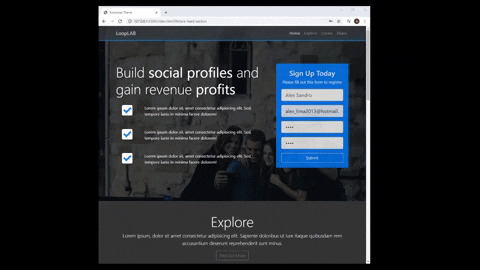 LoopLAB
Home Explore Create Share
Build social profiles and
gain revenue profits
Lorem ipsum dolor sit, amet consectetur adipisicing elit. Sed,
tempore iusto in minima facere dolorem!
Lorem ipsum dolor sit, amet consectetur adipisicing elit. Sed,
tempore iusto in minima facere dolorem!
Lorem ipsum dolor sit, amet consectetur adipisicing elit. Sed,
tempore iusto in minima facere dolorem!
Sign Up Today
Please fill out this form to register
Alex Sandro
alex_lima2013@hotmail.
Submit
Explore
Lorem ipsum, dolor sit amet consectetur adipisicing elit. Sapiente doloribus ut iure itaque quibusdam rem
accusantium deserunt reprehenderit sunt minus.
Find Out More